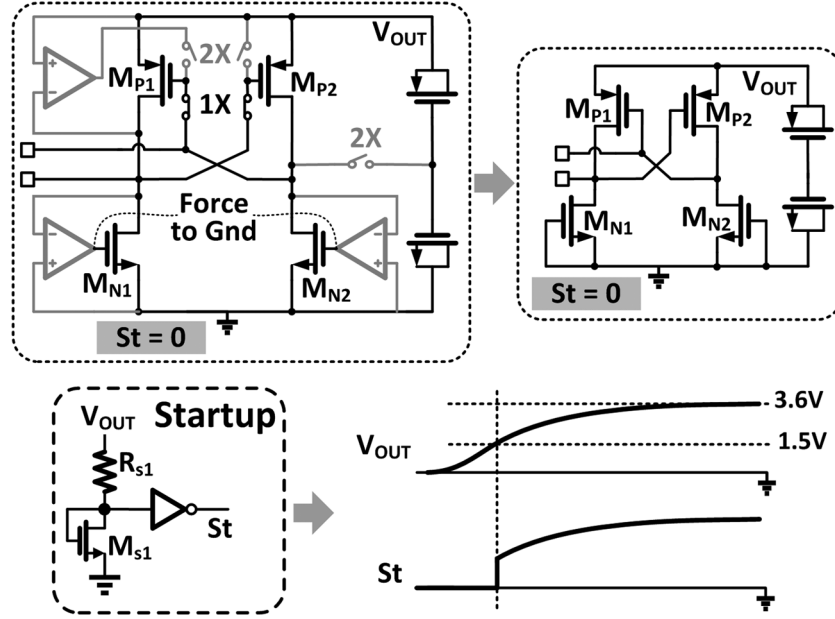 2X
V_OUT
M_P1
M_P2
1X
2X
Force
to Gnd
M_N1
M_N2
St = 0
V_OUT
M_P1
M_P2
M_N1
M_N2
St = 0
Startup
V_OUT
R_s1
St
M_s1
3.6V
1.5V
V_OUT
St